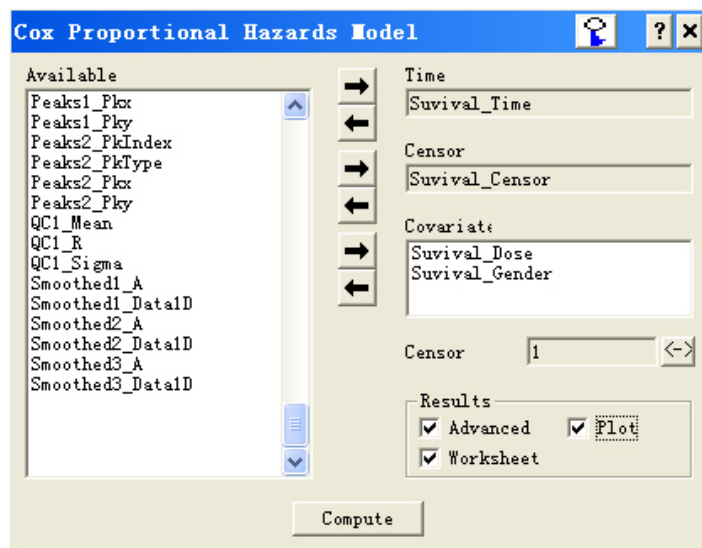 Cox Proportional Hazards Model
?
Available
Peaks1_Pkx
Peaks1_Pky
Peaks2_PkIndex
Peaks2_PkType
Peaks2_Pkx
Peaks2_Pky
QC1_Mean
QC1_R
QC1_Sigma
Smoothed1_A
Smoothed1_Data1D
Smoothed2_A
Smoothed2_Data1D
Smoothed3_A
Smoothed3_Data1D
Time
Suvival_Time
Censor
Suvival_Censor
Covariate
Suvival_Dose
Suvival_Gender
Censor 1 <->
Results
Advanced Plot
Worksheet
Compute